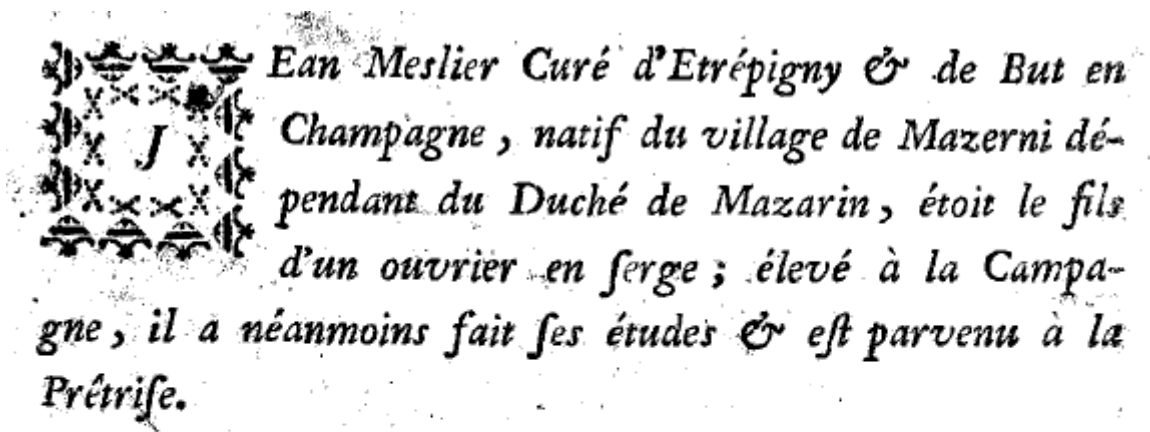 JEan Meslier Curé d'Etrépigny & de But en
Champagne, natif du village de Mazerni dé-
pendant du Duché de Mazarin, étoit le fils
d'un ouvrier en ſerge; élevé à la Campa-
gne, il a néanmoins fait ſes études & eſt parvenu à la
Prêtriſe.